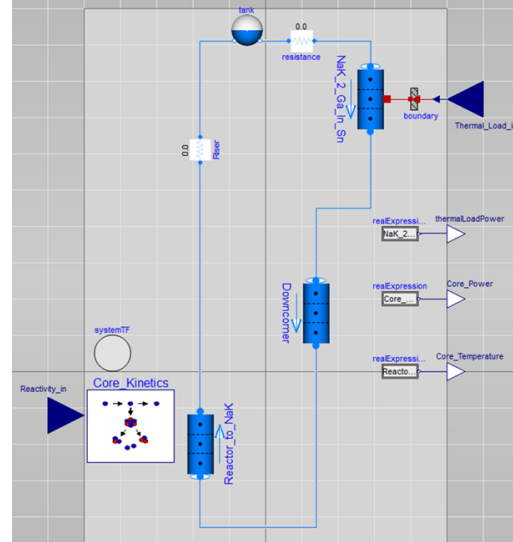 tank
0.0
resistance
NaK_2_Ga_In_Sn
boundary
Thermal_Load_i
0.0
Riser
realExpressi...
thermalLoadPower
NaK_2...
realExpression
Core_Power
Core_...
Downcomer
systemTF
realExpressi...
Core_Temperature
Reacto...
Reactivity_in
Core_Kinetics
Reactor_to_NaK